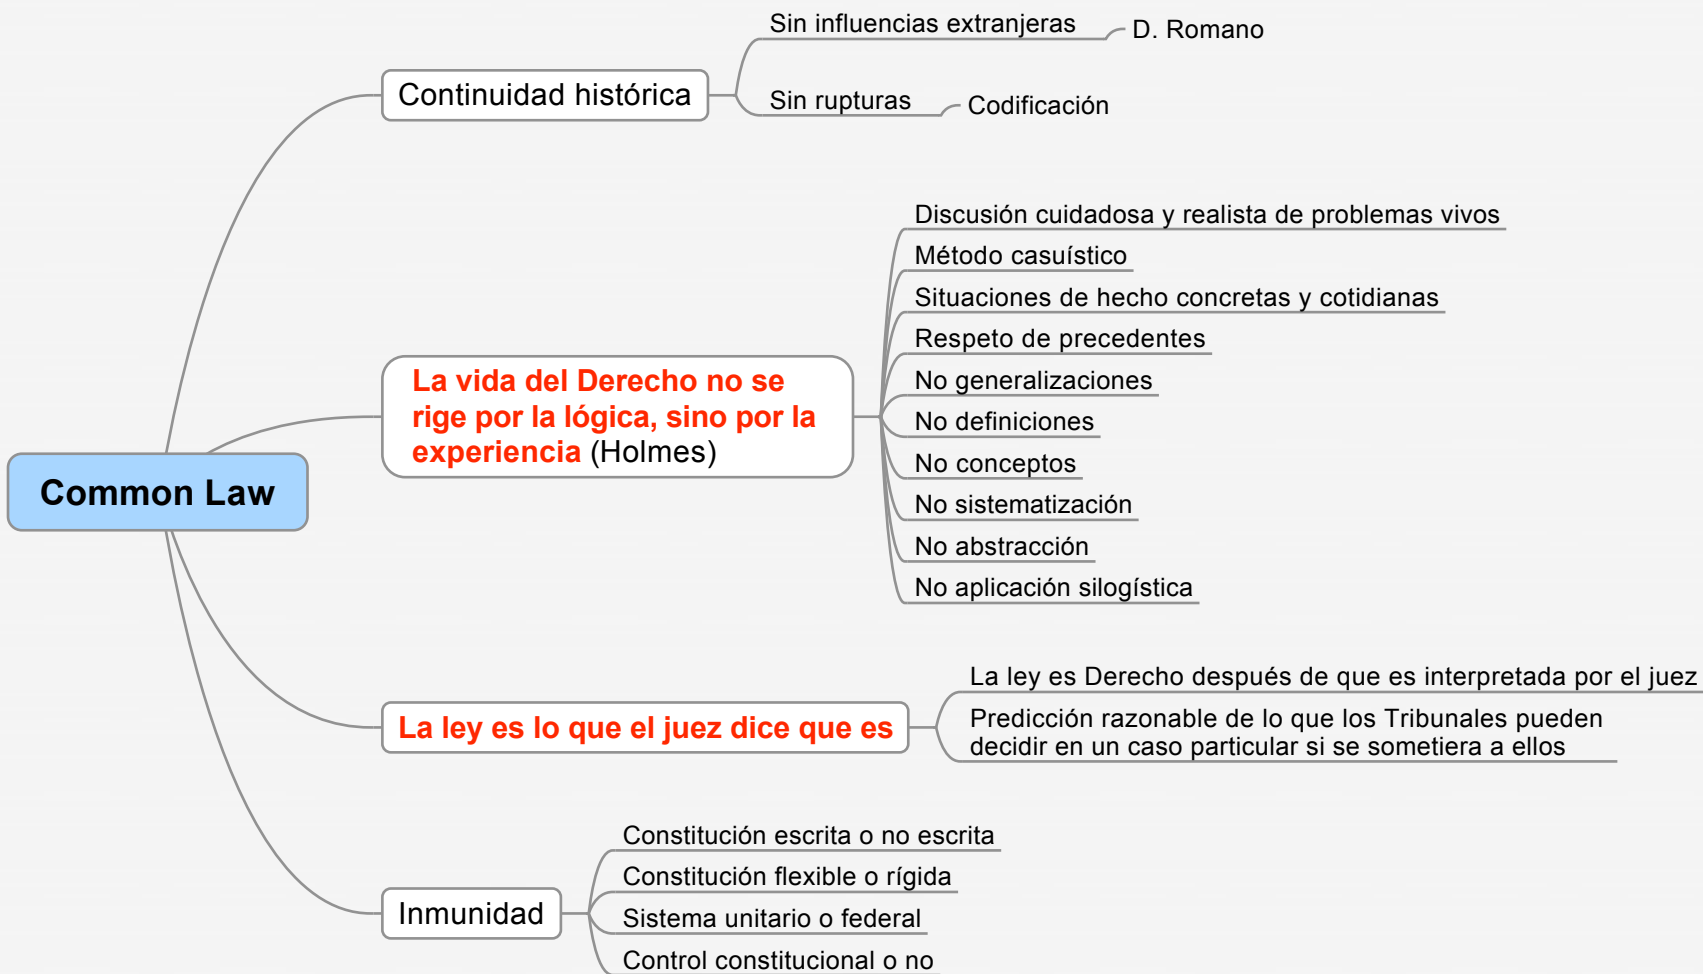 Common Law
Continuidad histórica
Sin influencias extranjeras
D. Romano
Sin rupturas
Codificación
La vida del Derecho no se
rige por la lógica, sino por la
experiencia (Holmes)
Discusión cuidadosa y realista de problemas vivos
Método casuístico
Situaciones de hecho concretas y cotidianas
Respeto de precedentes
No generalizaciones
No definiciones
No conceptos
No sistematización
No abstracción
No aplicación silogística
La ley es lo que el juez dice que es
La ley es Derecho después de que es interpretada por el juez
Predicción razonable de lo que los Tribunales pueden
decidir en un caso particular si se sometiera a ellos
Inmunidad
Constitución escrita o no escrita
Constitución flexible o rígida
Sistema unitario o federal
Control constitucional o no